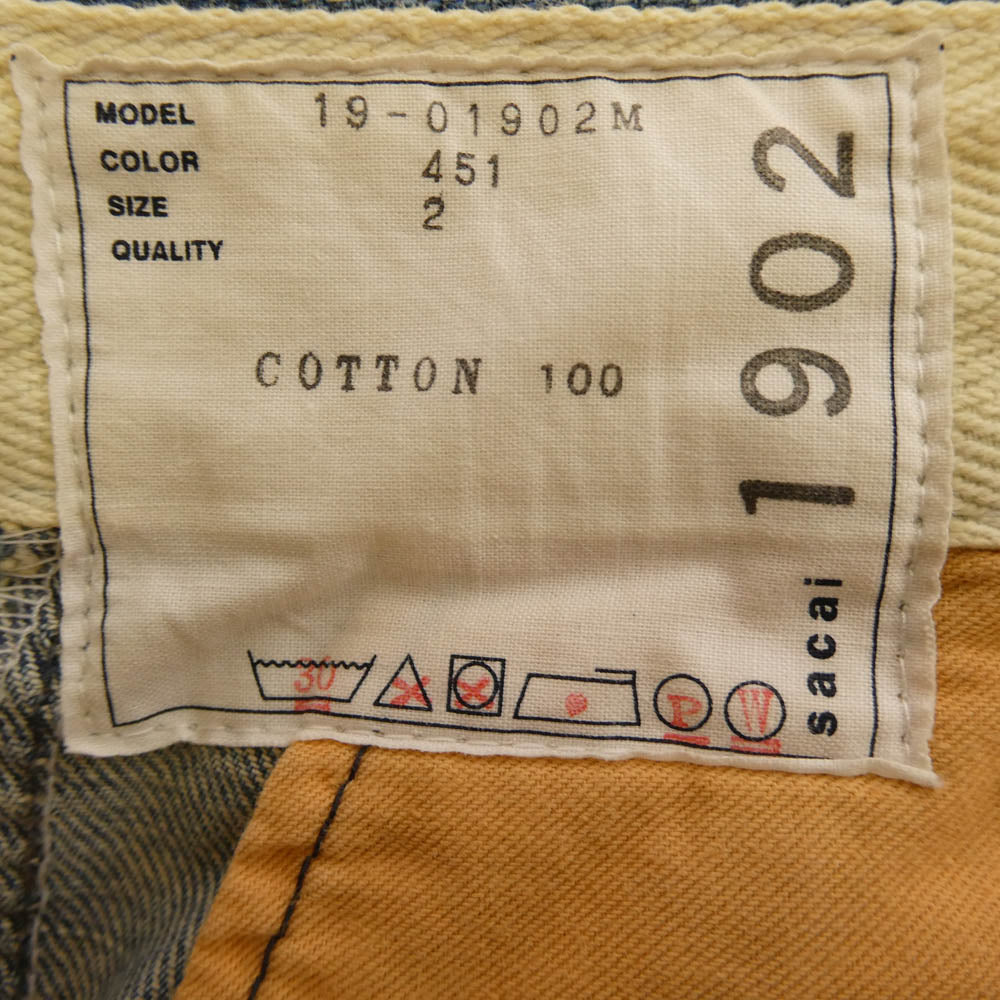 MODEL 19-01902M
COLOR 451
SIZE 2
QUALITY
COTTON 100
30
P
W
sacai 1902